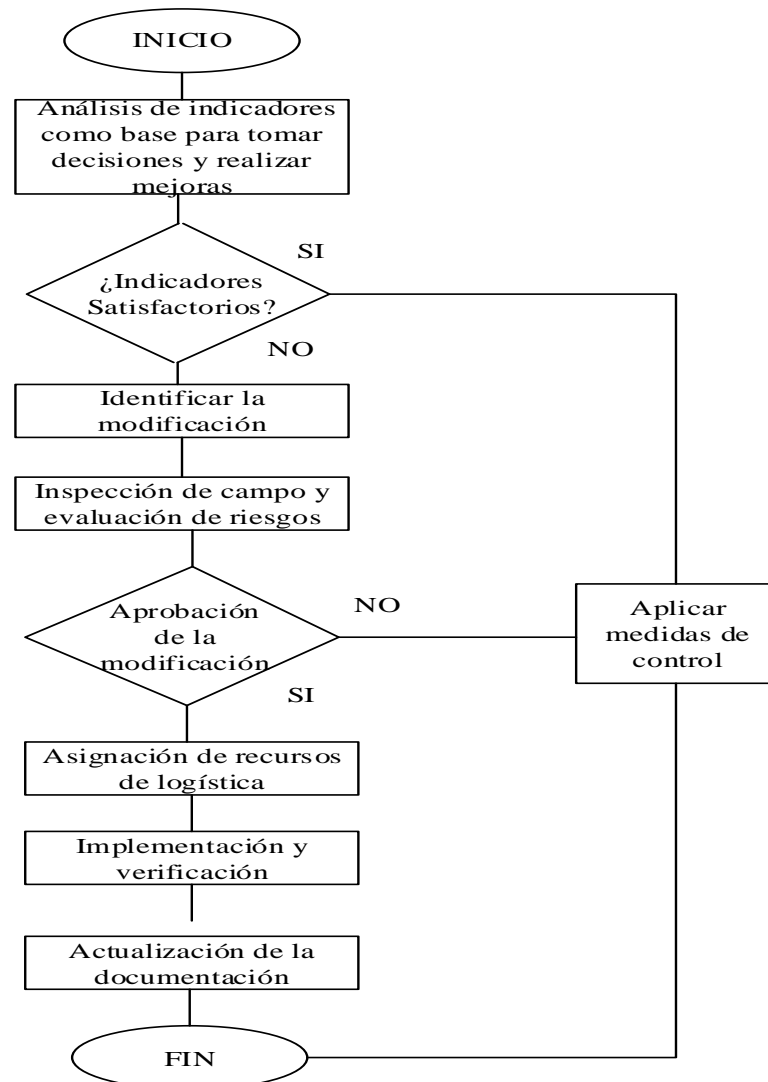 INICIO
Análisis de indicadores
como base para tomar
decisiones y realizar
mejoras
SI
¿Indicadores
Satisfactorios?
NO
Identificar la
modificación
Inspección de campo y
evaluación de riesgos
Aprobación
de la
modificación
NO
Aplicar
medidas de
control
SI
Asignación de recursos
de logística
Implementación y
verificación
Actualización de la
documentación
FIN